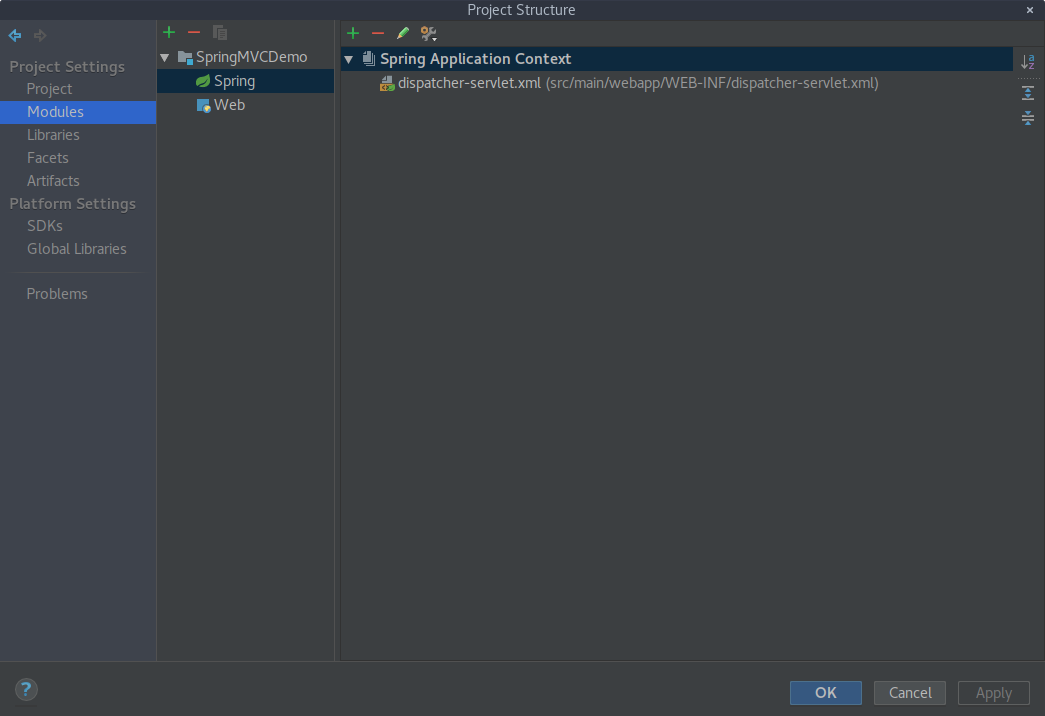 Project Structure
Project Settings
Project
Modules
Libraries
Facets
Artifacts
Platform Settings
SDKs
Global Libraries
Problems
SpringMVCDemo
Spring
Web
Spring Application Context
dispatcher-servlet.xml (src/main/webapp/WEB-INF/dispatcher-servlet.xml)
?
OK
Cancel
Apply